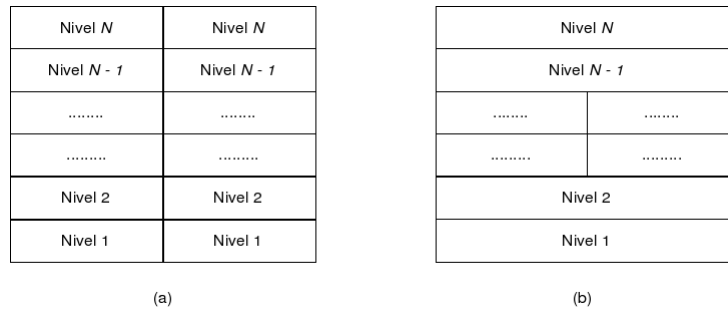 Nivel N Nivel N Nivel N
Nivel N - 1 Nivel N - 1 Nivel N - 1
........ ........ ........ ........
......... ......... ......... .........
Nivel 2 Nivel 2 Nivel 2
Nivel 1 Nivel 1 Nivel 1
(a) (b)